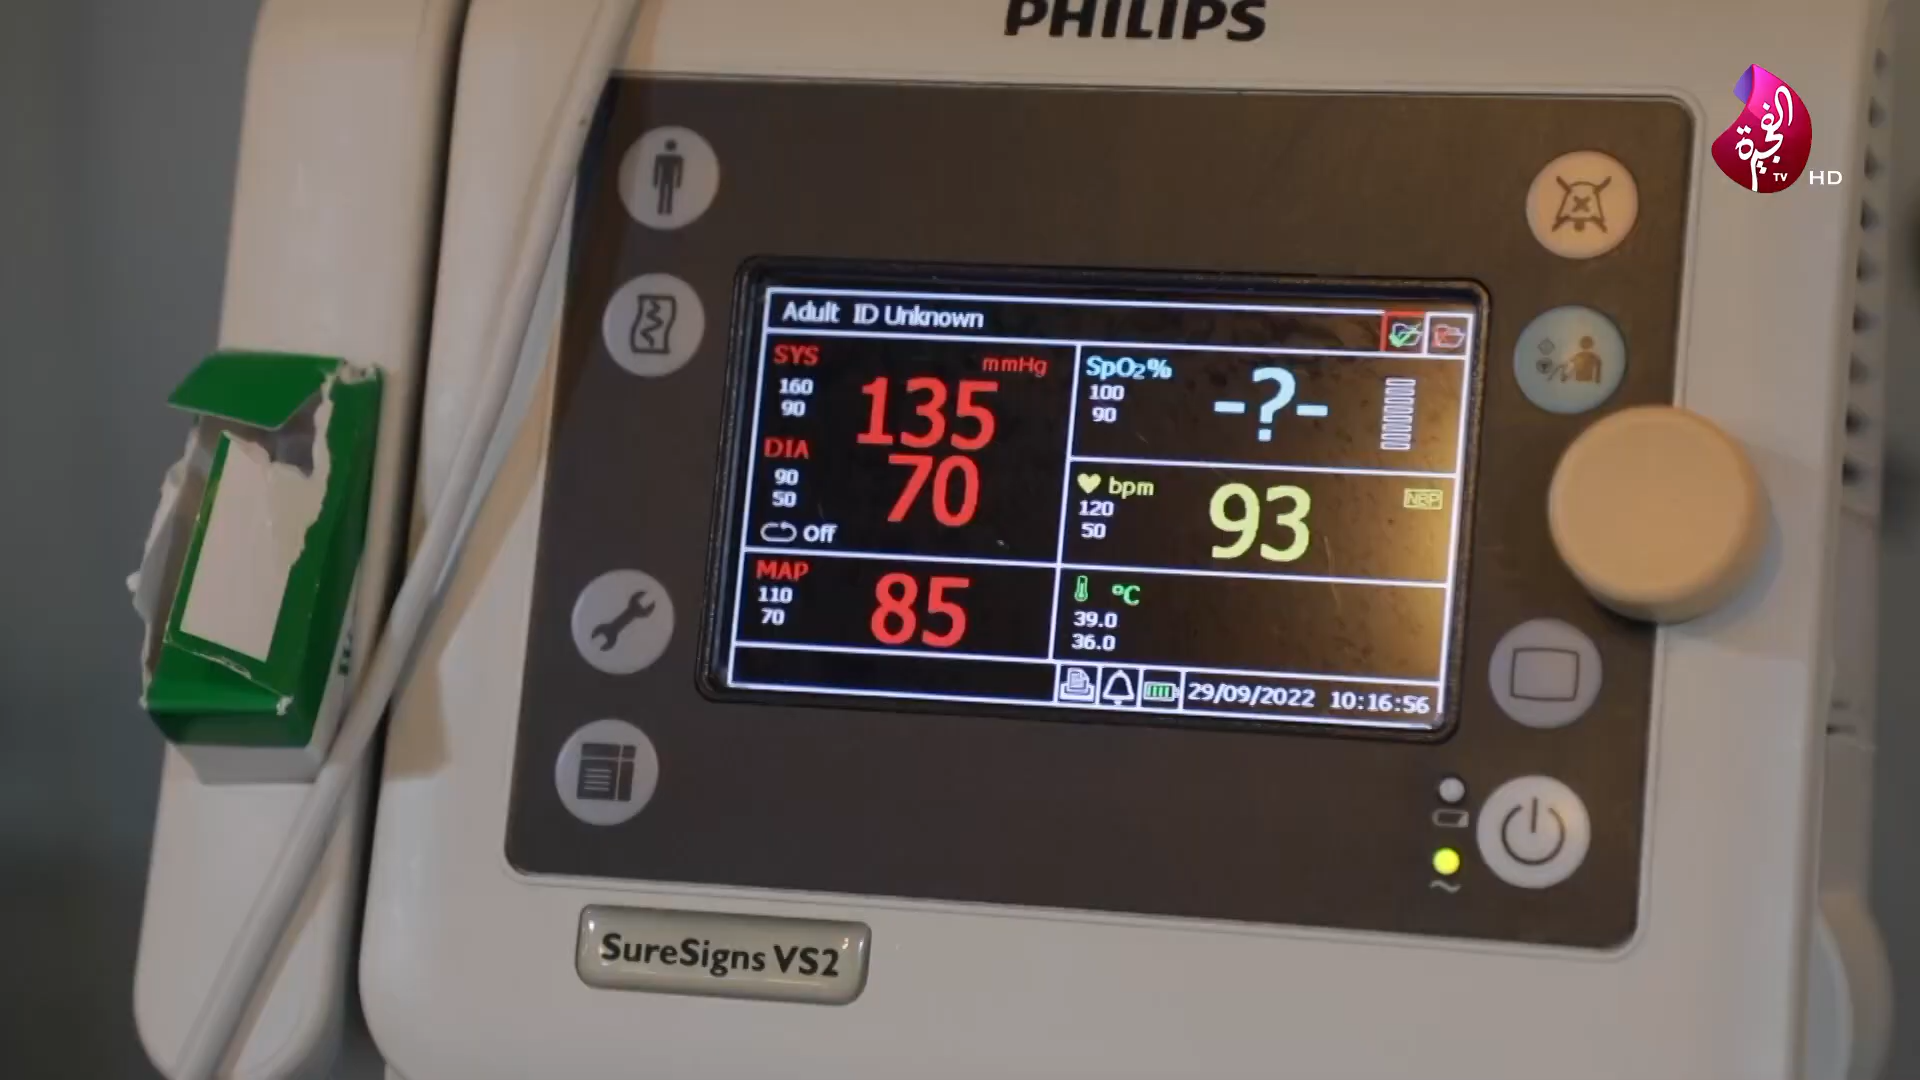 PHILIPS
الفجيرة
TV HD
Adult ID Unknown
SYS mmHg
160
90
135
DIA
90
50
70
Off
MAP
110
70
85
SpO2%
100
90
-?-
bpm
120
50
93
NBP
°C
39.0
36.0
29/09/2022 10:16:56
SureSigns VS2